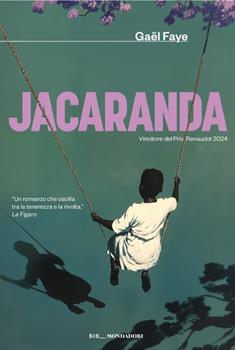 Gaël Faye
JACARANDA
Vincitore del Prix Renaudot 2024
"Un romanzo che oscilla
tra la tenerezza e la rivolta."
Le Figaro
SIS__ MONDADORI